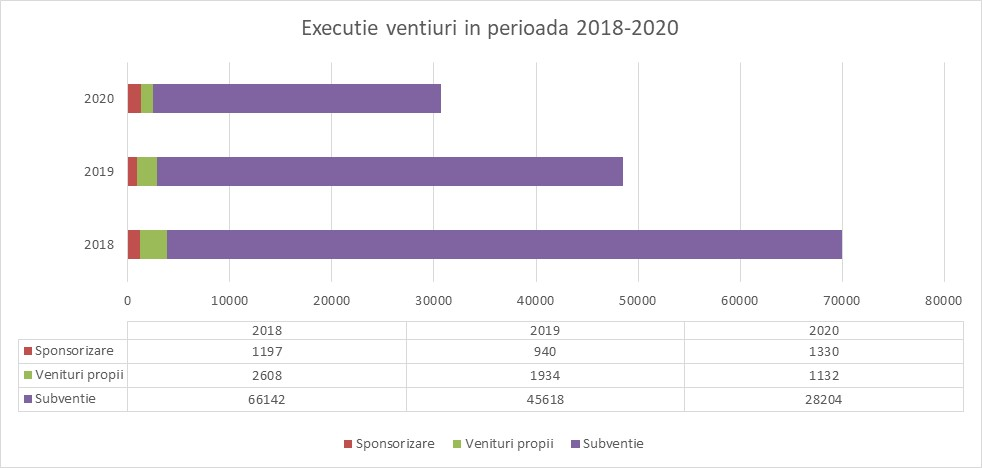 Executie ventiuri in perioada 2018-2020
2020
2019
2018
0 10000 20000 30000 40000 50000 60000 70000 80000
2018 2019 2020
Sponsorizare 1197 940 1330
Venituri propii 2608 1934 1132
Subventie 66142 45618 28204
Sponsorizare Venituri propii Subventie